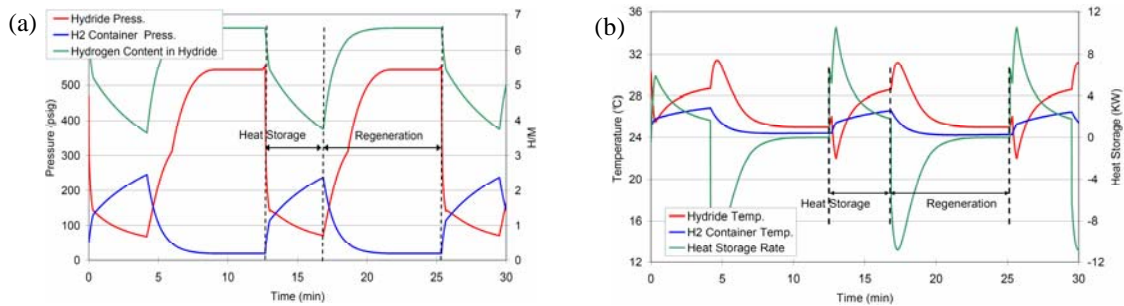 (a)
Hydride Press.
H2 Container Press.
Hydrogen Content in Hydride
500
400
300
200
100
0
Pressure (psig)
7
6
5
4
3
2
1
0
H/M
Heat Storage
Regeneration
0 5 10 15 20 25 30
Time (min)
(b)
36
32
28
24
20
16
12
Temperature (℃)
12
8
4
0
-4
-8
-12
Heat Storage (KW)
Heat Storage
Regeneration
Hydride Temp.
H2 Container Temp.
Heat Storage Rate
0 5 10 15 20 25 30
Time (min)